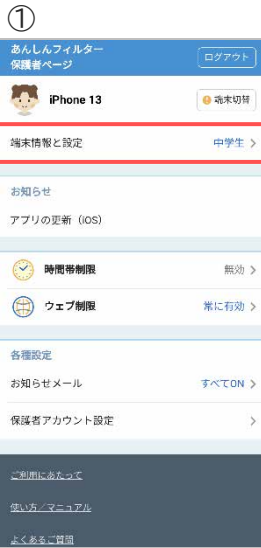 ①
あんしんフィルター
保護者ページ
ログアウト
iPhone 13
端末切替
端末情報と設定 中学生
お知らせ
アプリの更新（iOS）
時間帯制限 無効
ウェブ制限 常に有効
各種設定
お知らせメール すべてON
保護者アカウント設定
ご利用にあたって
使い方／マニュアル
よくあるご質問